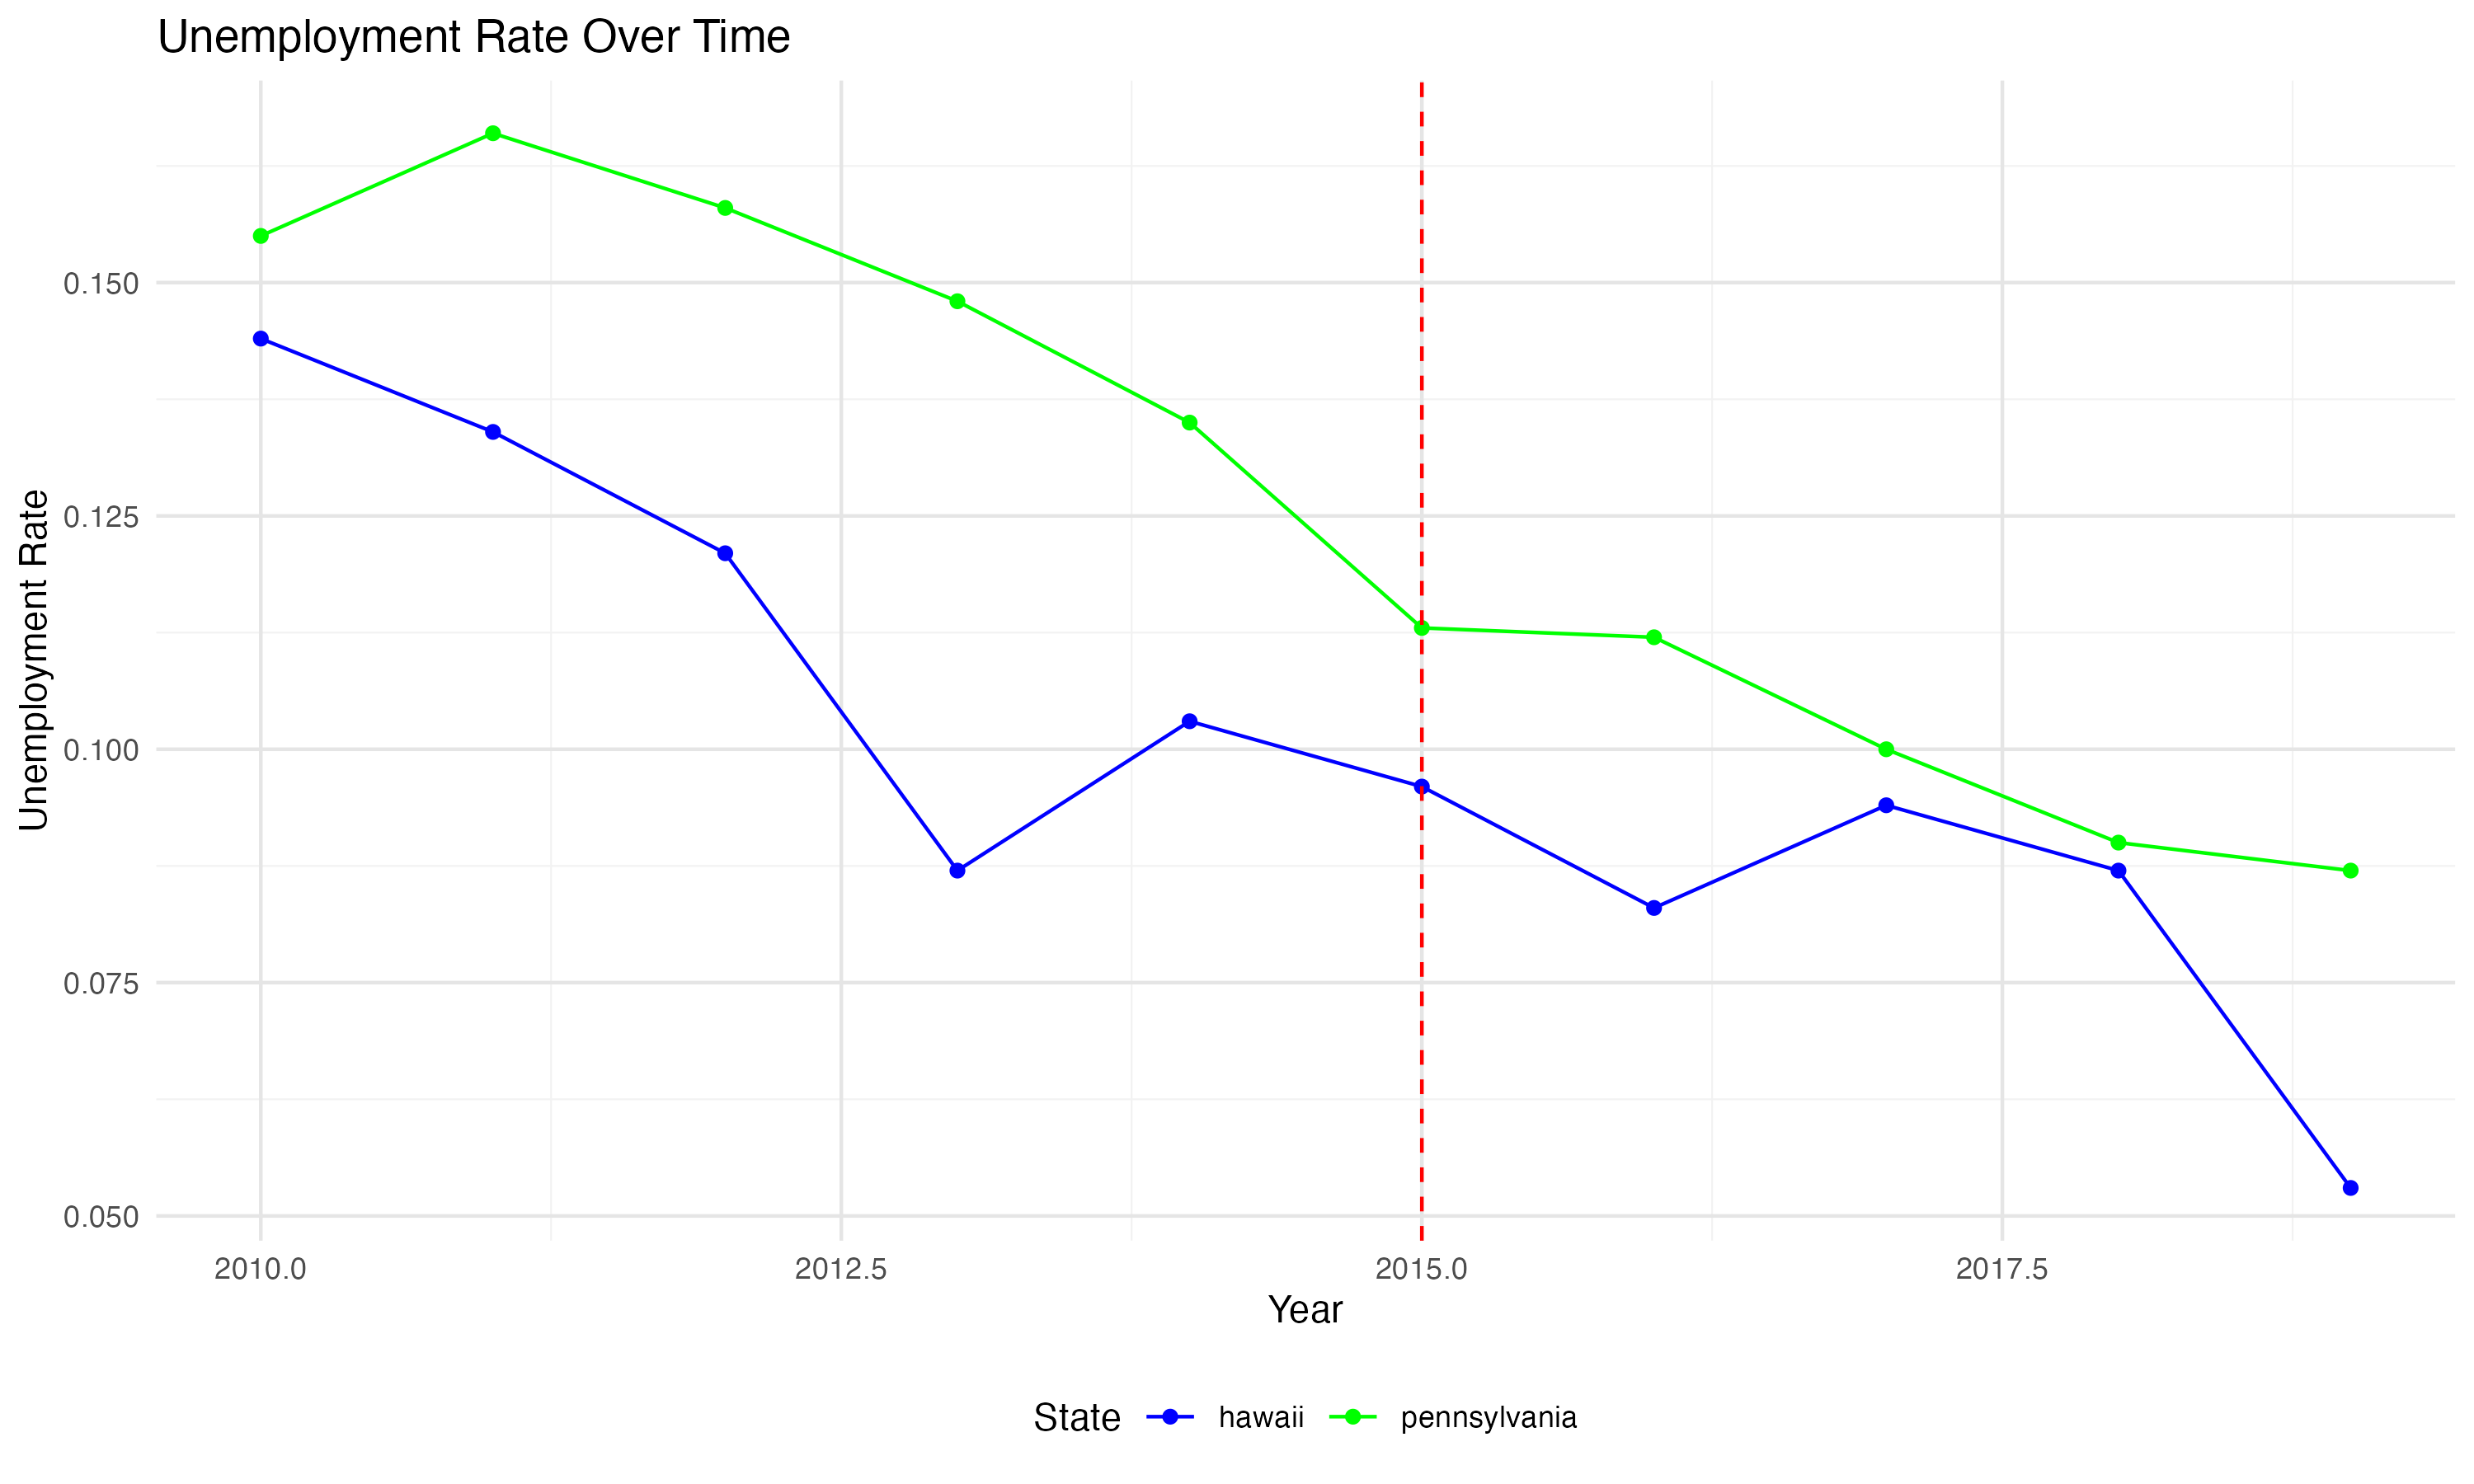 Unemployment Rate Over Time
Unemployment Rate
0.150
0.125
0.100
0.075
0.050
2010.0 2012.5 2015.0 2017.5
Year
State hawaii pennsylvania